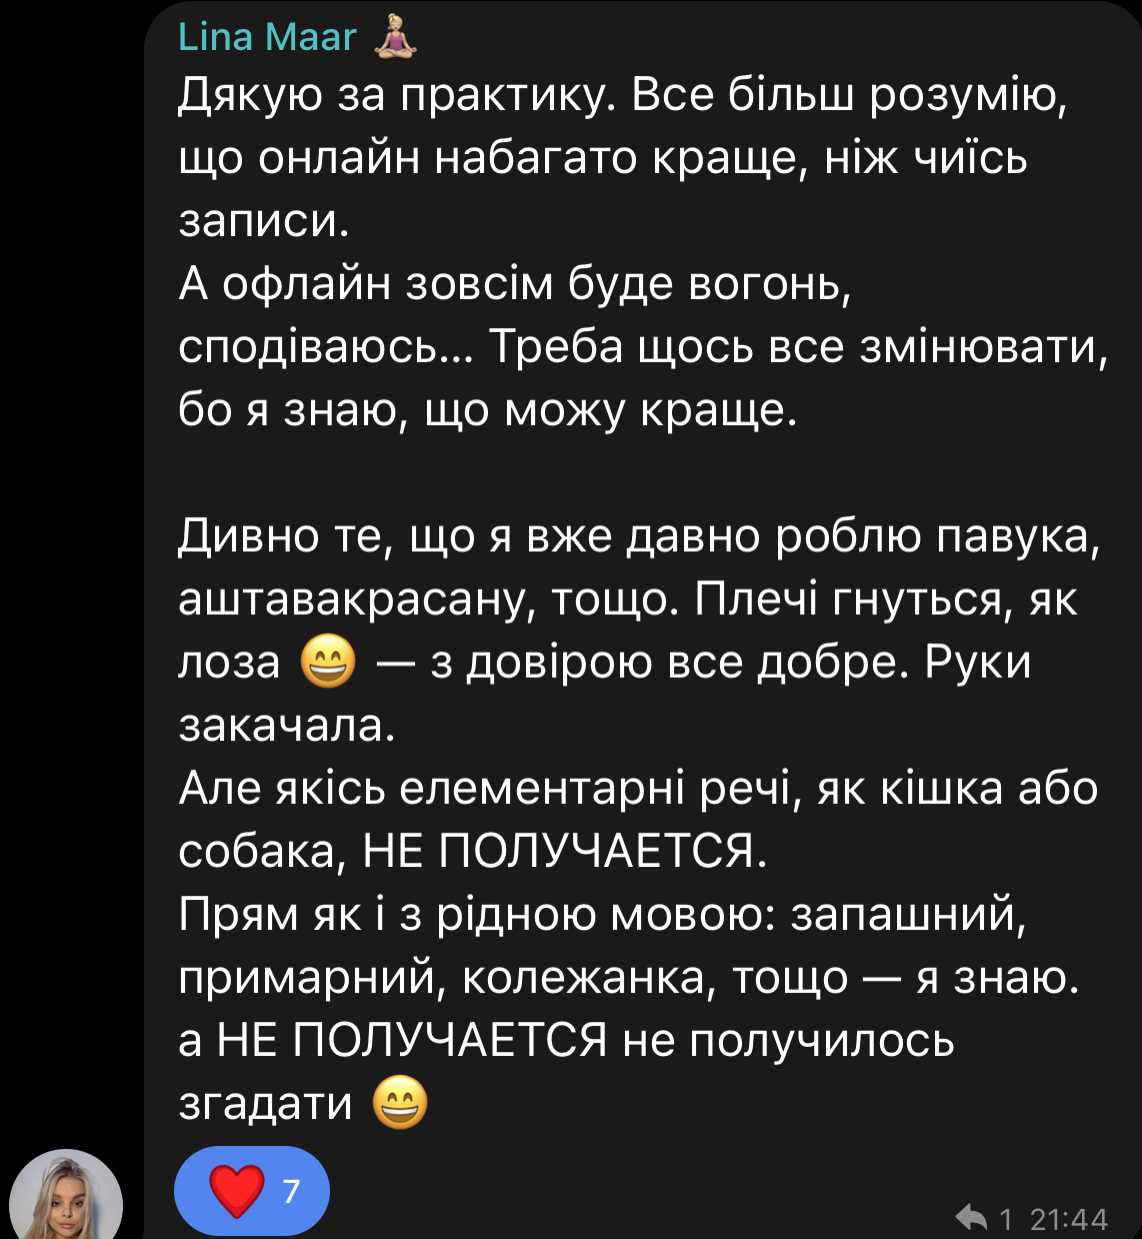 Lina Maar 🧘🏼‍♀️
Дякую за практику. Все більш розумію,
що онлайн набагато краще, ніж чиїсь
записи.
А офлайн зовсім буде вогонь,
сподіваюсь... Треба щось все змінювати,
бо я знаю, що можу краще.
Дивно те, що я вже давно роблю павука,
аштавакрасану, тощо. Плечі гнуться, як
лоза 😄 — з довірою все добре. Руки
закачала.
Але якісь елементарні речі, як кішка або
собака, НЕ ПОЛУЧАЕТСЯ.
Прям як і з рідною мовою: запашний,
примарний, колежанка, тощо — я знаю.
а НЕ ПОЛУЧАЕТСЯ не получилось
згадати 😄
❤️ 7
1 21:44